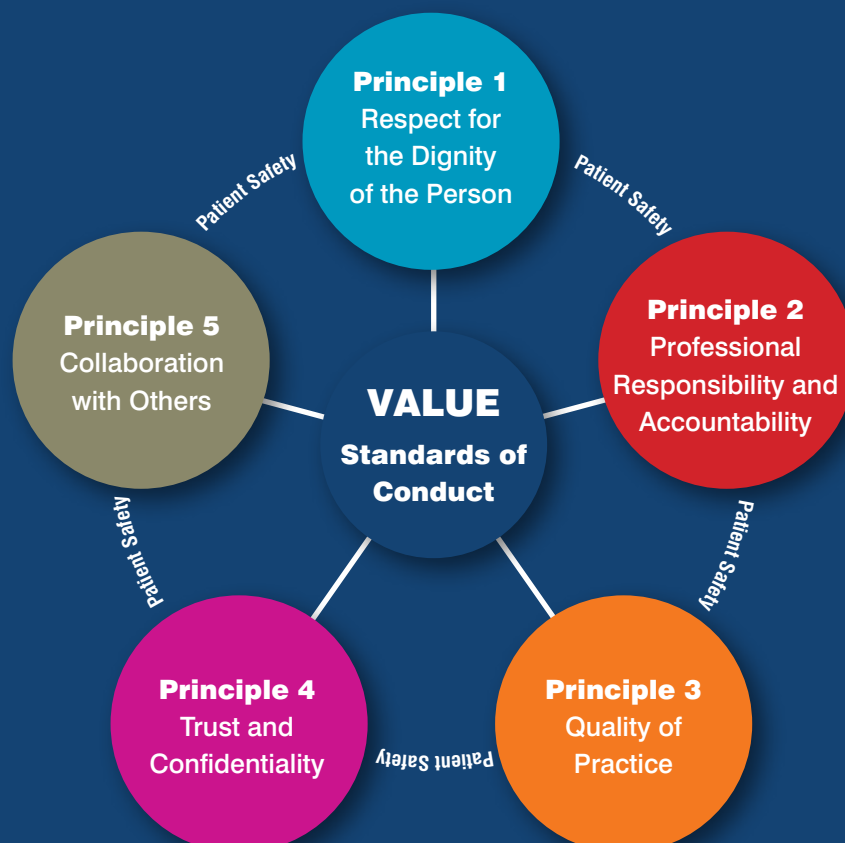 Principle 1
Respect for
the Dignity
of the Person
Patient Safety
Patient Safety
Principle 2
Professional
Responsibility and
Accountability
Principle 5
Collaboration
with Others
VALUE
Standards of
Conduct
Patient Safety
Patient Safety
Principle 4
Trust and
Confidentiality
Principle 3
Quality of
Practice
Patient Safety